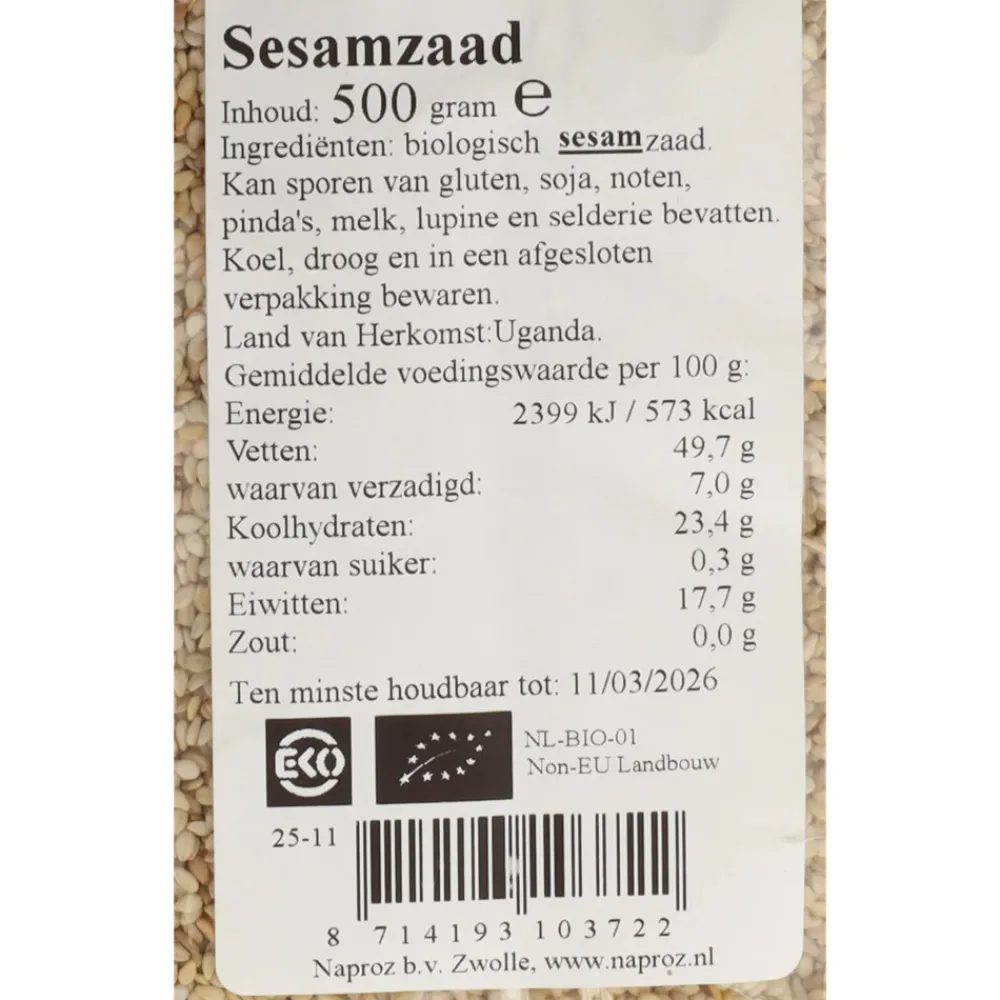 Sesamzaad
Inhoud: 500 gram ℮
Ingrediënten: biologisch sesamzaad.
Kan sporen van gluten, soja, noten,
pinda's, melk, lupine en selderie bevatten.
Koel, droog en in een afgesloten
verpakking bewaren.
Land van Herkomst:Uganda.
Gemiddelde voedingswaarde per 100 g:
Energie: 2399 kJ / 573 kcal
Vetten: 49,7 g
waarvan verzadigd: 7,0 g
Koolhydraten: 23,4 g
waarvan suiker: 0,3 g
Eiwitten: 17,7 g
Zout: 0,0 g
Ten minste houdbaar tot: 11/03/2026
EKO
NL-BIO-01
Non-EU Landbouw
25-11
8 714193 103722
Naproz b.v. Zwolle, www.naproz.nl